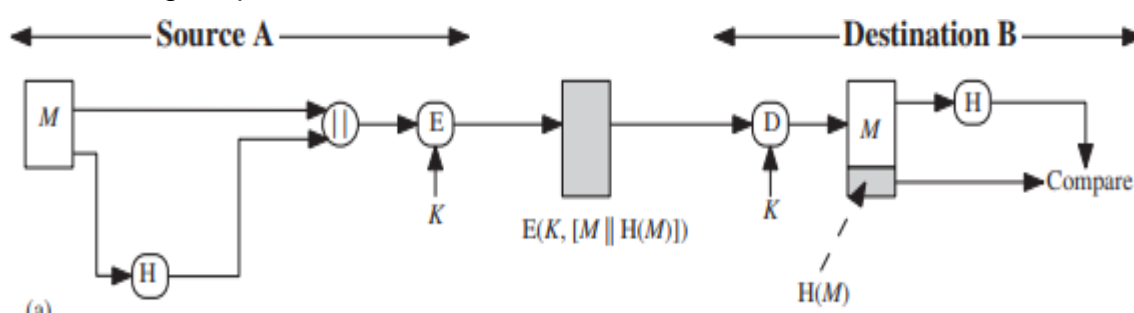 Source A
Destination B
M
||
E
D
M
H
K
K
Compare
E(K, [M || H(M)])
H
H(M)
(a)